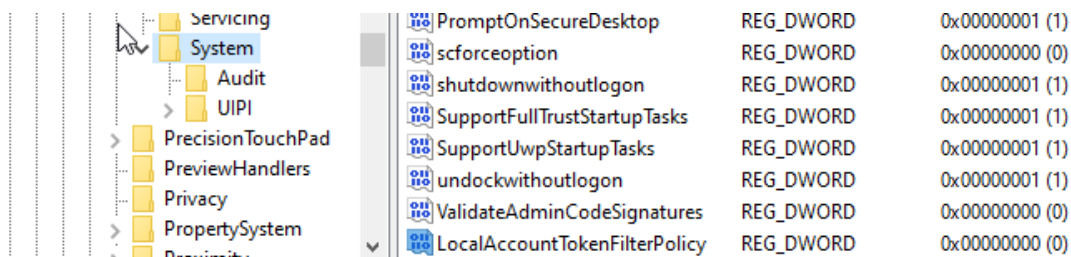 Servicing
System
Audit
UIPI
PrecisionTouchPad
PreviewHandlers
Privacy
PropertySystem
Proximity
PromptOnSecureDesktop REG_DWORD 0x00000001 (1)
scforceoption REG_DWORD 0x00000000 (0)
shutdownwithoutlogon REG_DWORD 0x00000001 (1)
SupportFullTrustStartupTasks REG_DWORD 0x00000001 (1)
SupportUwpStartupTasks REG_DWORD 0x00000001 (1)
undockwithoutlogon REG_DWORD 0x00000001 (1)
ValidateAdminCodeSignatures REG_DWORD 0x00000000 (0)
LocalAccountTokenFilterPolicy REG_DWORD 0x00000000 (0)